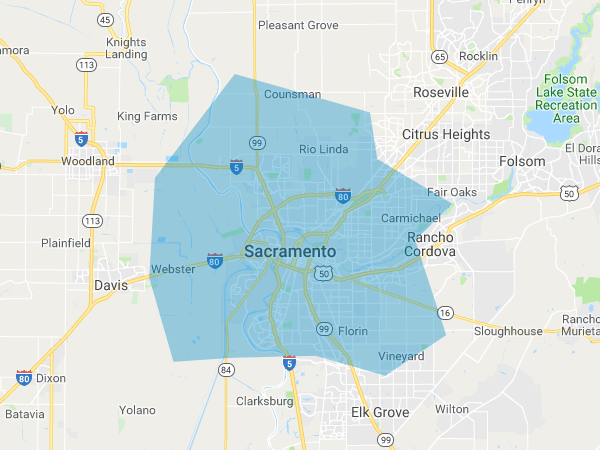 Penryn
45
Pleasant Grove
Knights
Landing
65
Rocklin
113
Folsom
Lake State
Recreation
Area
Roseville
Counsman
Yolo
King Farms
5
Citrus Heights
99
Rio Linda
El Dora
Hi
Woodland
5
Folsom
80
Fair Oaks
50
113
Carmichael
Plainfield
Rancho
Cordova
Sacramento
80
Webster
50
Davis
16
Rancho
Murieta
99
Florin
Sloughhouse
Vineyard
5
84
80
Dixon
Clarksburg
Yolano
Batavia
Elk Grove
Wilton
99